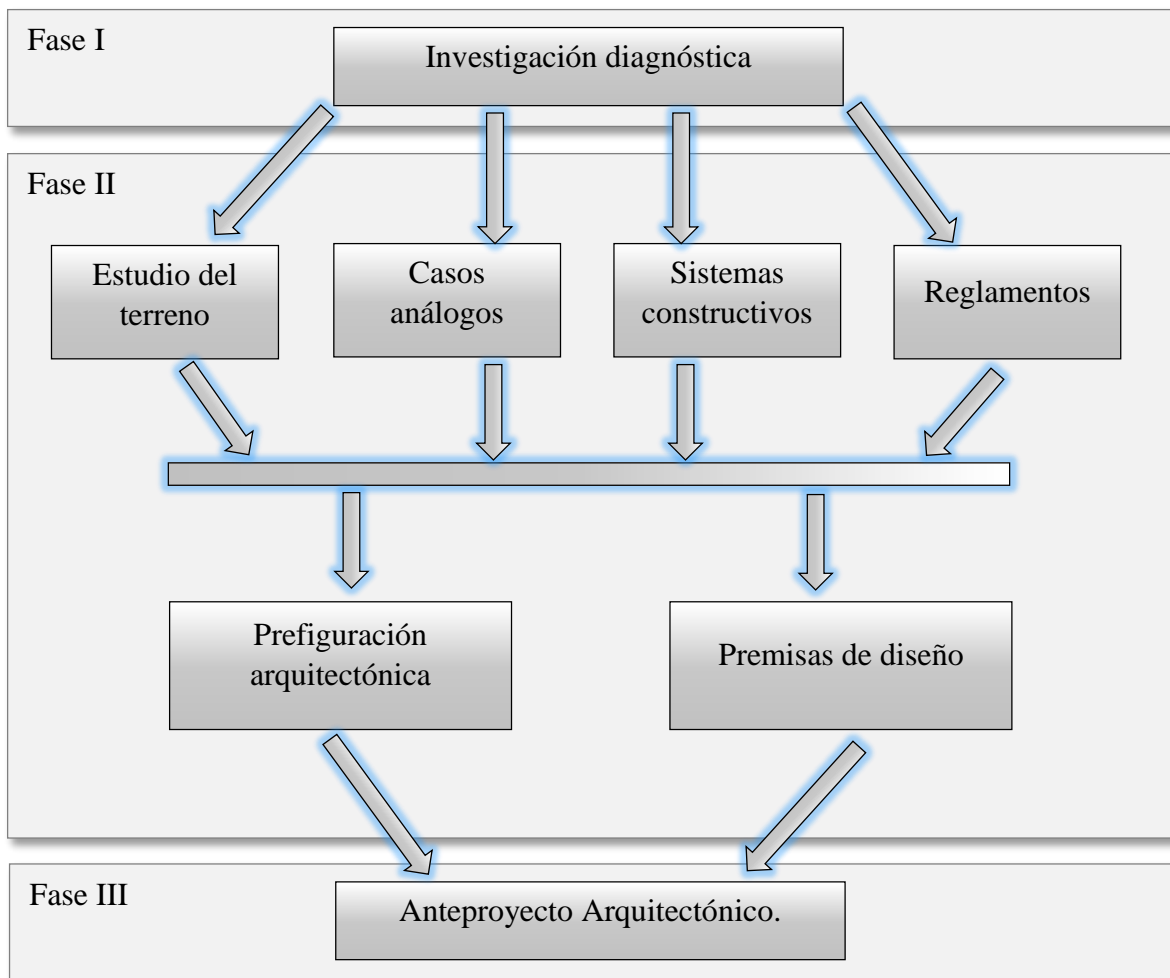 Fase I
Investigación diagnóstica
Fase II
Estudio del
terreno
Casos
análogos
Sistemas
constructivos
Reglamentos
Prefiguración
arquitectónica
Premisas de diseño
Fase III
Anteproyecto Arquitectónico.